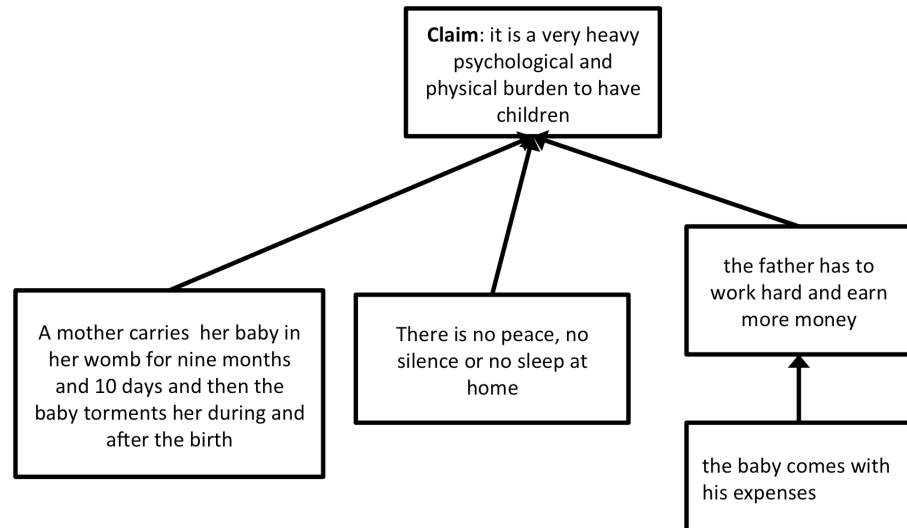 Claim: it is a very heavy
psychological and
physical burden to have
children
the father has to
work hard and earn
more money
A mother carries  her baby in
her womb for nine months
and 10 days and then the
baby torments her during and
after the birth
There is no peace, no
silence or no sleep at
home
the baby comes with
his expenses